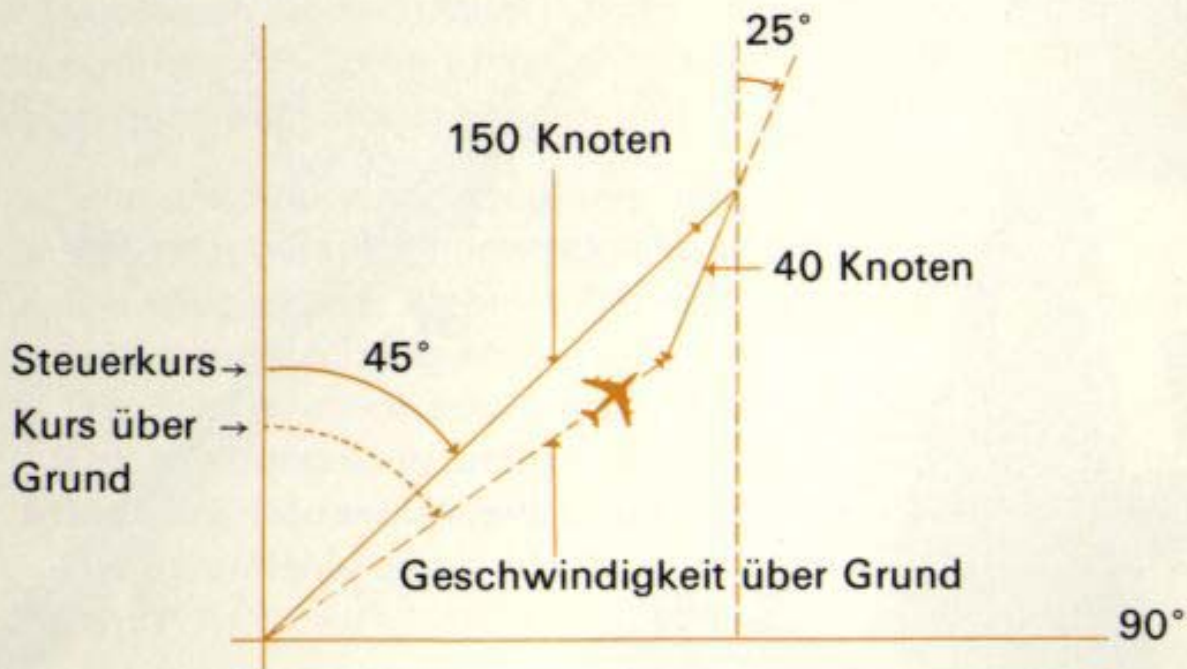 25°
150 Knoten
40 Knoten
Steuerkurs→ 45°
Kurs über →
Grund
Geschwindigkeit über Grund
90°